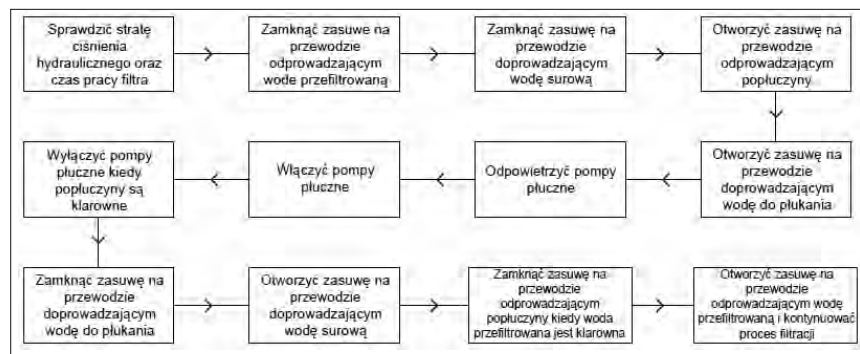 Sprawdzić stratę
ciśnienia
hydraulicznego oraz
czas pracy filtra
Zamknąć zasuwe na
przewodzie
odprowadzającym
wode przefiltrowaną
Zamknąć zasuwę na
przewodzie
doprowadzającym
wodę surową
Otworzyć zasuwę na
przewodzie
odprowadzającym
popłuczyny
Otworzyć zasuwę na
przewodzie
doprowadzającym
wodę do płukania
Odpowietrzyć pompy
płuczne
Włączyć pompy
płuczne
Wyłączyć pompy
płuczne kiedy
popłuczyny są
klarowne
Zamknąć zasuwę na
przewodzie
doprowadzającym
wodę do płukania
Otworzyc zasuwę na
przewodzie
doprowadzającym
wodę surową
Zamknąć zasuwę na
przewodzie
odprowadzającym
popłuczyny kiedy woda
przefiltrowana jest klarowna
Otworzyć zasuwę na
przewodzie
odprowadzającym wodę
przefiltrowaną i kontynuować
proces filtracji